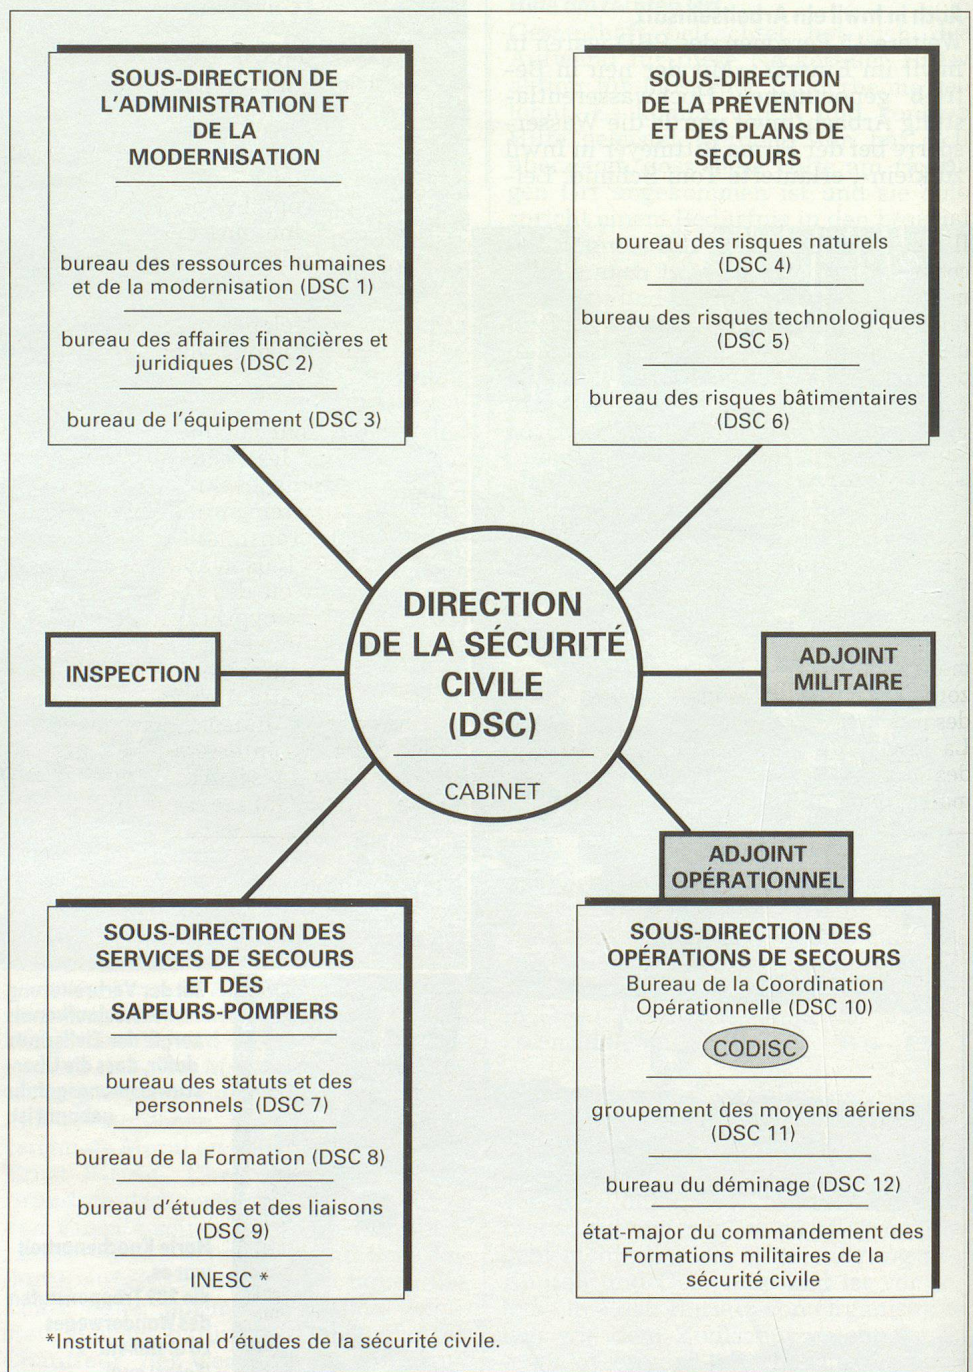 SOUS-DIRECTION DE
L'ADMINISTRATION ET
DE LA
MODERNISATION
bureau des ressources humaines
et de la modernisation (DSC 1)
bureau des affaires financières et
juridiques (DSC 2)
bureau de l'équipement (DSC 3)
SOUS-DIRECTION
DE LA PRÉVENTION
ET DES PLANS DE
SECOURS
bureau des risques naturels
(DSC 4)
bureau des risques technologiques
(DSC 5)
bureau des risques bâtimentaires
(DSC 6)
DIRECTION
DE LA SÉCURITÉ
CIVILE
(DSC)
CABINET
INSPECTION
ADJOINT
MILITAIRE
ADJOINT
OPÉRATIONNEL
SOUS-DIRECTION DES
SERVICES DE SECOURS
ET DES
SAPEURS-POMPIERS
bureau des statuts et des
personnels (DSC 7)
bureau de la Formation (DSC 8)
bureau d'études et des liaisons
(DSC 9)
INESC *
SOUS-DIRECTION DES
OPÉRATIONS DE SECOURS
Bureau de la Coordination
Opérationnelle (DSC 10)
CODISC
groupement des moyens aériens
(DSC 11)
bureau du déminage (DSC 12)
état-major du commandement des
Formations militaires de la
sécurité civile
*Institut national d'études de la sécurité civile.